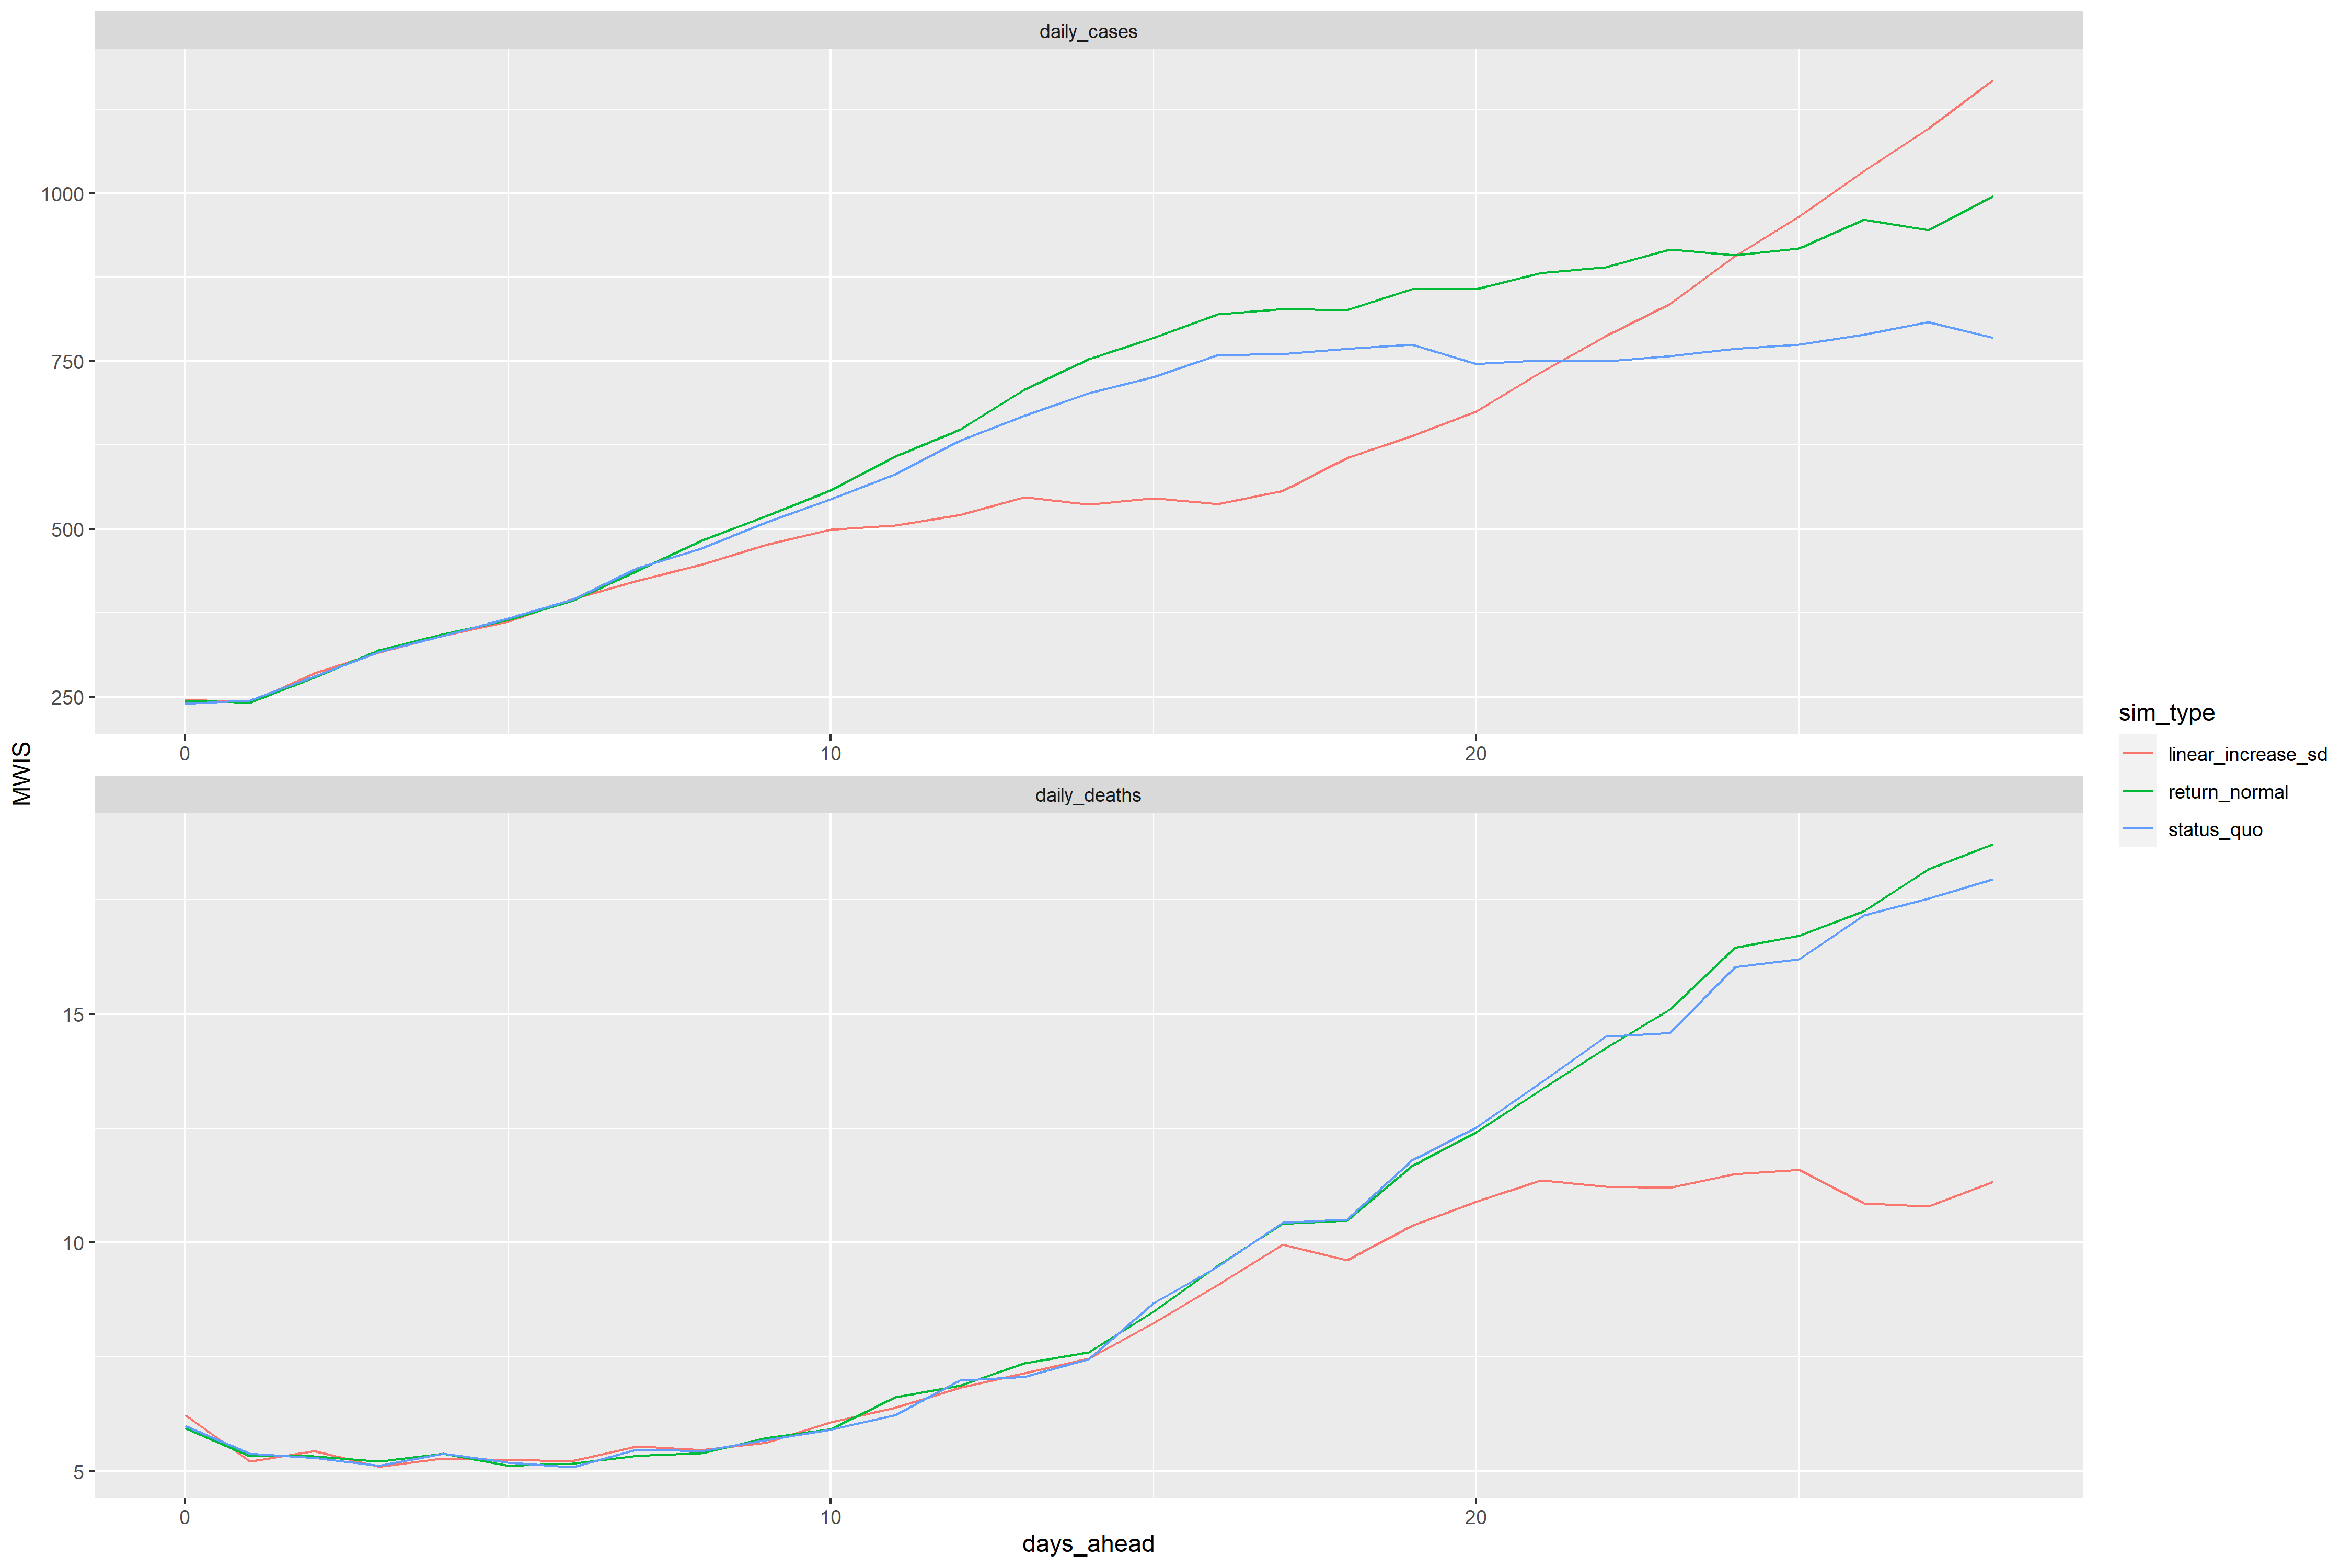 daily_cases
1000
750
500
250
0 10 20
MWIS
daily_deaths
15
10
5
0 10 20
days_ahead
sim_type
linear_increase_sd
return_normal
status_quo